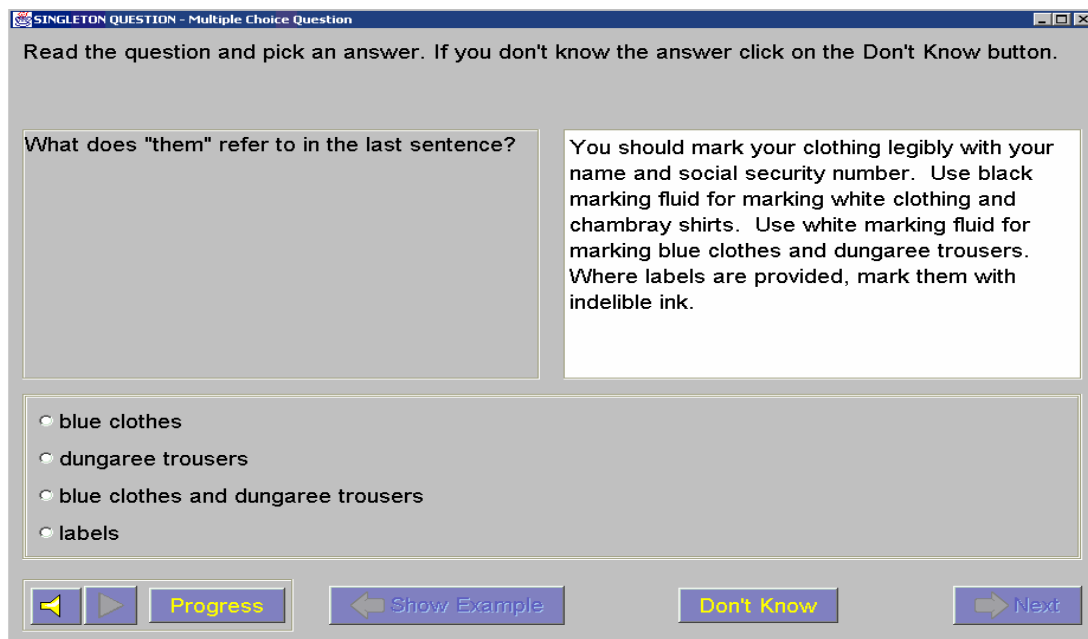 SINGLETON QUESTION - Multiple Choice Question
Read the question and pick an answer. If you don't know the answer click on the Don't Know button.
What does "them" refer to in the last sentence?
You should mark your clothing legibly with your
name and social security number.  Use black
marking fluid for marking white clothing and
chambray shirts.  Use white marking fluid for
marking blue clothes and dungaree trousers.
Where labels are provided, mark them with
indelible ink.
blue clothes
dungaree trousers
blue clothes and dungaree trousers
labels
Progress
Show Example
Don't Know
Next